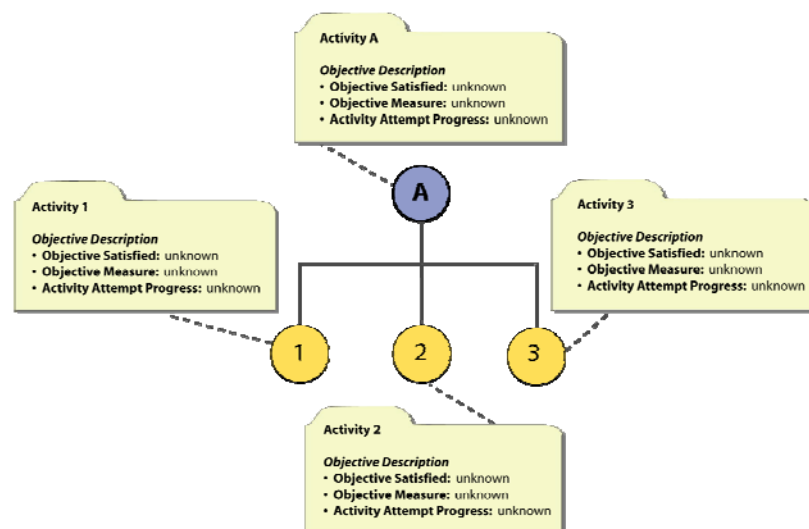 Activity A
Objective Description
• Objective Satisfied: unknown
• Objective Measure: unknown
• Activity Attempt Progress: unknown
A
Activity 1
Objective Description
• Objective Satisfied: unknown
• Objective Measure: unknown
• Activity Attempt Progress: unknown
Activity 3
Objective Description
• Objective Satisfied: unknown
• Objective Measure: unknown
• Activity Attempt Progress: unknown
1
2
3
Activity 2
Objective Description
• Objective Satisfied: unknown
• Objective Measure: unknown
• Activity Attempt Progress: unknown